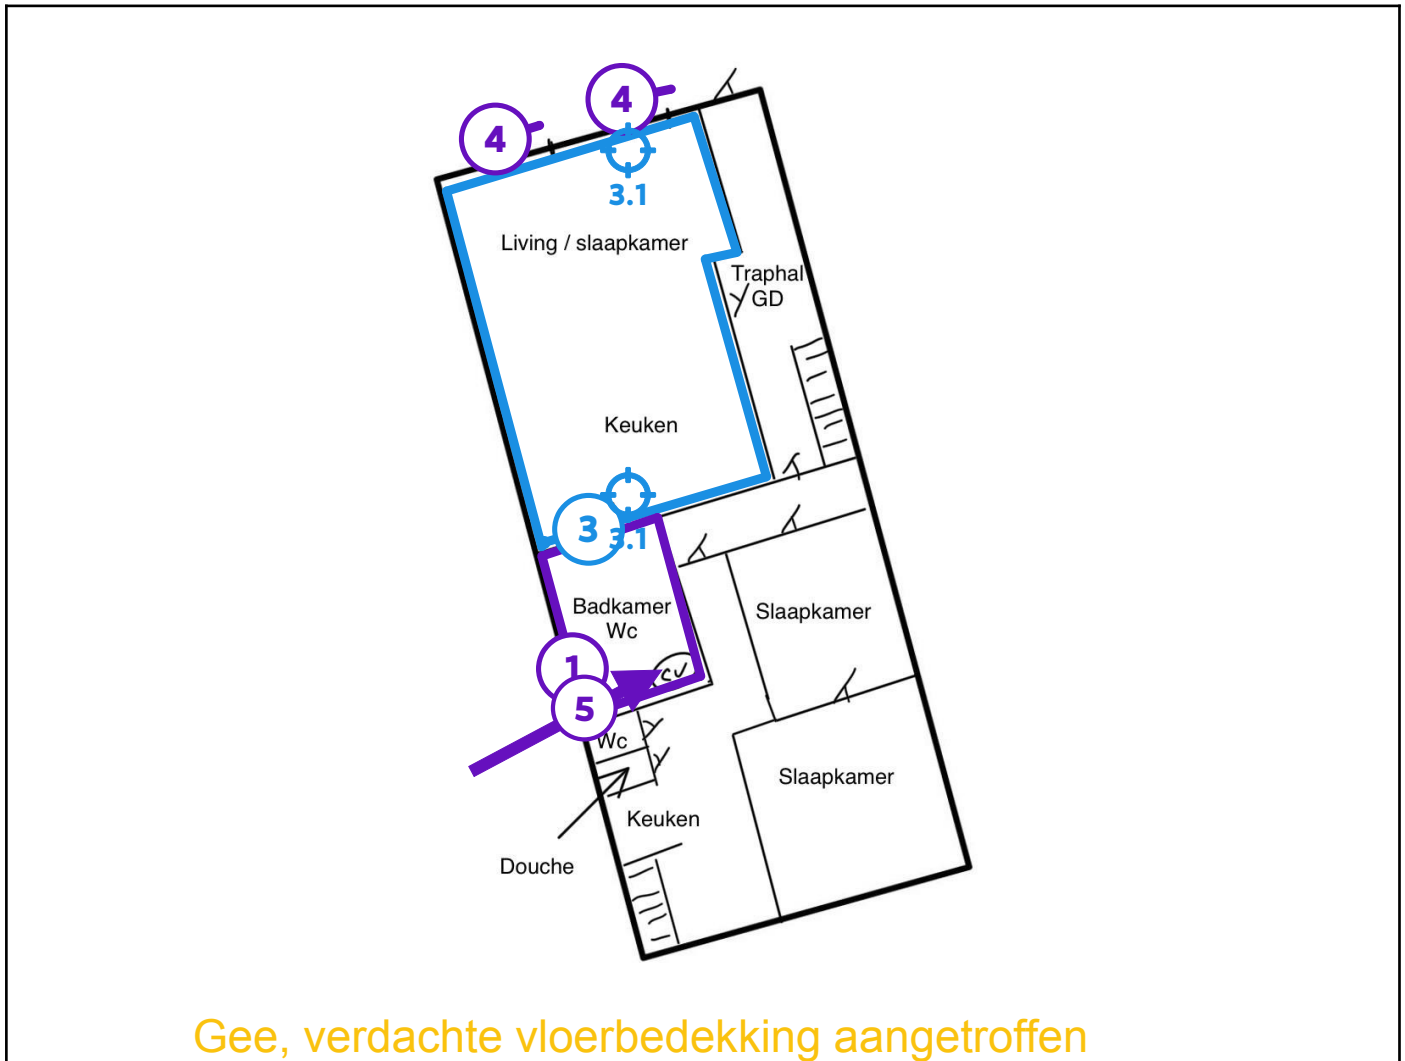 4
4
3.1
Living / slaapkamer
Traphal
GD
Keuken
3
3.1
Badkamer
Wc
Slaapkamer
1
CV
5
Wc
Slaapkamer
Keuken
Douche
Gee, verdachte vloerbedekking aangetroffen